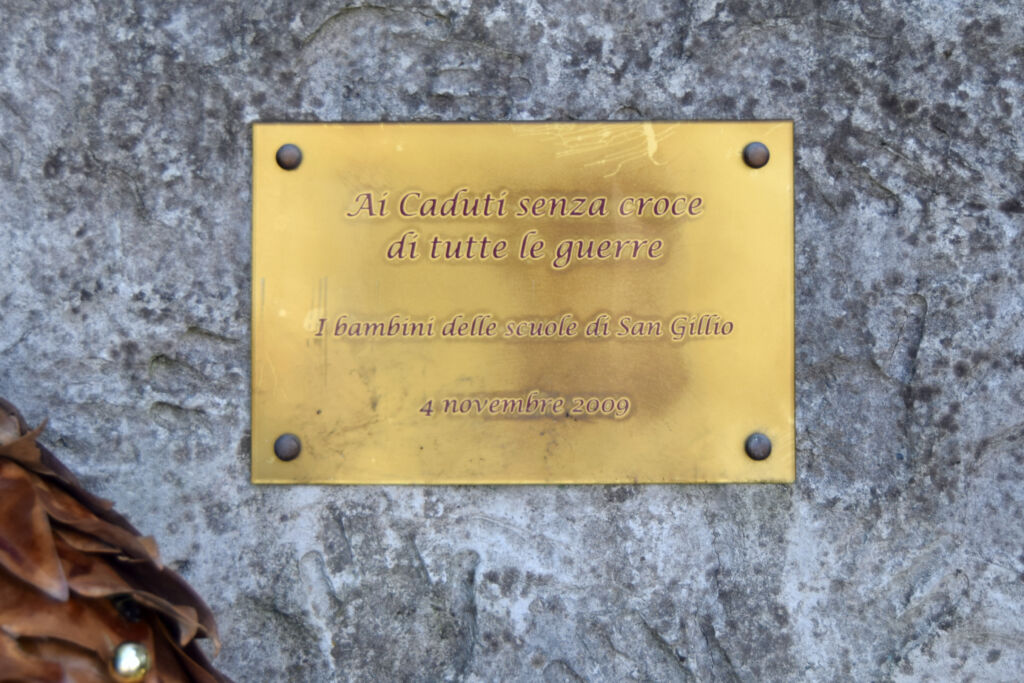 Ai Caduti senza croce
di tutte le guerre
I bambini delle scuole di San Gillio
4 novembre 2009